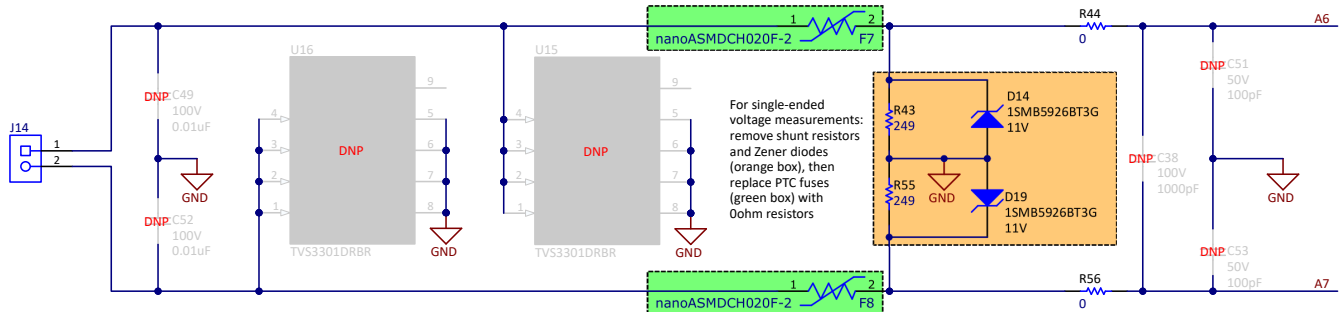 J14
1
2
DNP
C49
100V
0.01uF
GND
DNP
C52
100V
0.01uF
U16
9
4
5
3
6
DNP
2
7
1
8
TVS3301DRBR
GND
U15
9
4
5
3
6
DNP
2
7
1
8
TVS3301DRBR
GND
1
2
nanoASMDCH020F-2
F7
For single-ended
voltage measurements:
remove shunt resistors
and Zener diodes
(orange box), then
replace PTC fuses
(green box) with
0ohm resistors
1
2
nanoASMDCH020F-2
F8
R43
249
D14
1SMB5926BT3G
11V
GND
R55
249
D19
1SMB5926BT3G
11V
R44
0
R56
0
DNP
C38
100V
1000pF
DNP
C51
50V
100pF
GND
DNP
C53
50V
100pF
A6
A7